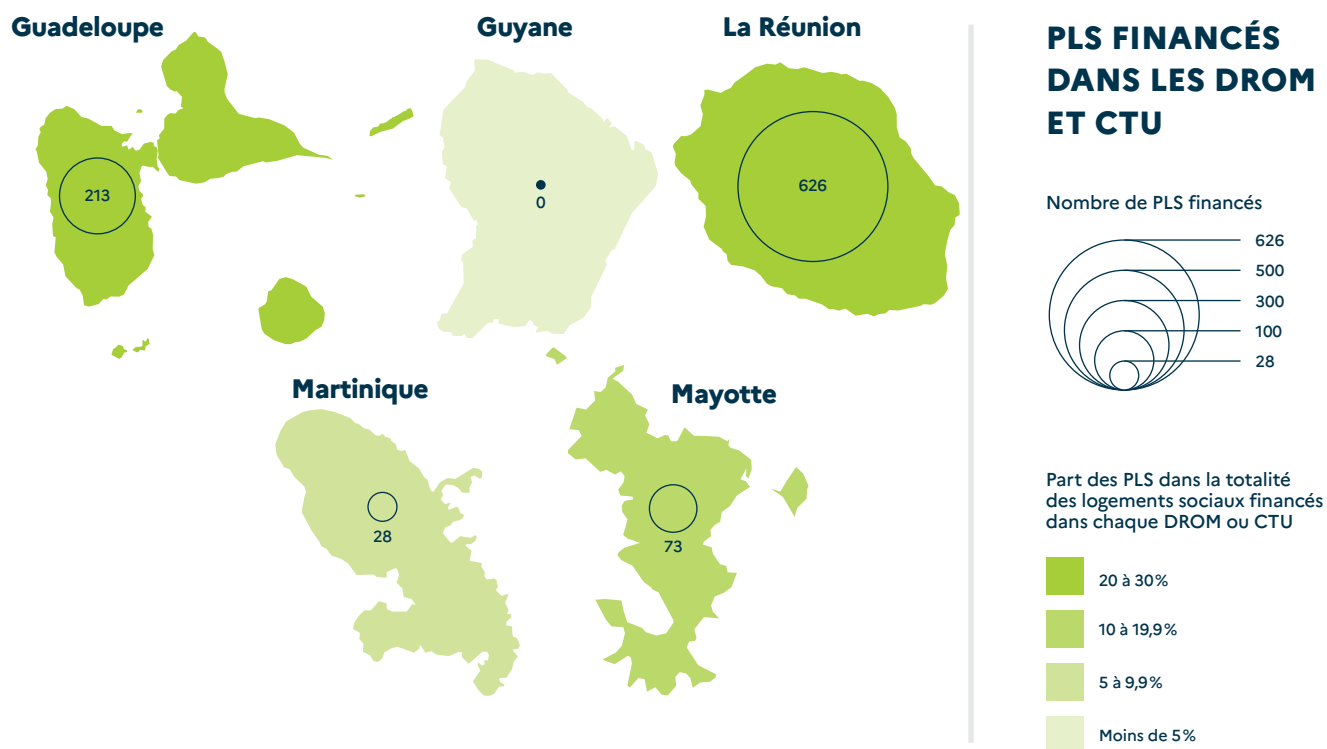 Guadeloupe
Guyane
La Réunion
213
0
626
Martinique
Mayotte
28
73
PLS FINANCÉS
DANS LES DROM
ET CTU
Nombre de PLS financés
626
500
300
100
28
Part des PLS dans la totalité
des logements sociaux financés
dans chaque DROM ou CTU
20 à 30%
10 à 19,9%
5 à 9,9%
Moins de 5%